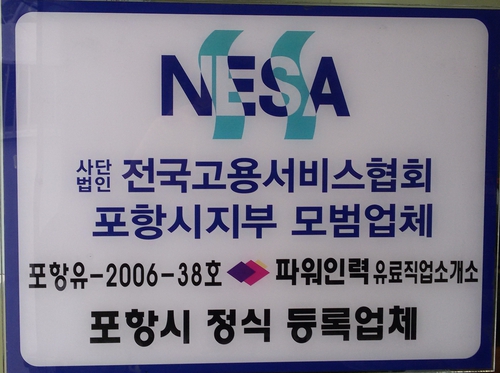 NESA
사단법인 전국고용서비스협회
포항시지부 모범업체
포항유-2006-38호 파워인력 유료직업소개소
포항시 정식 등록업체